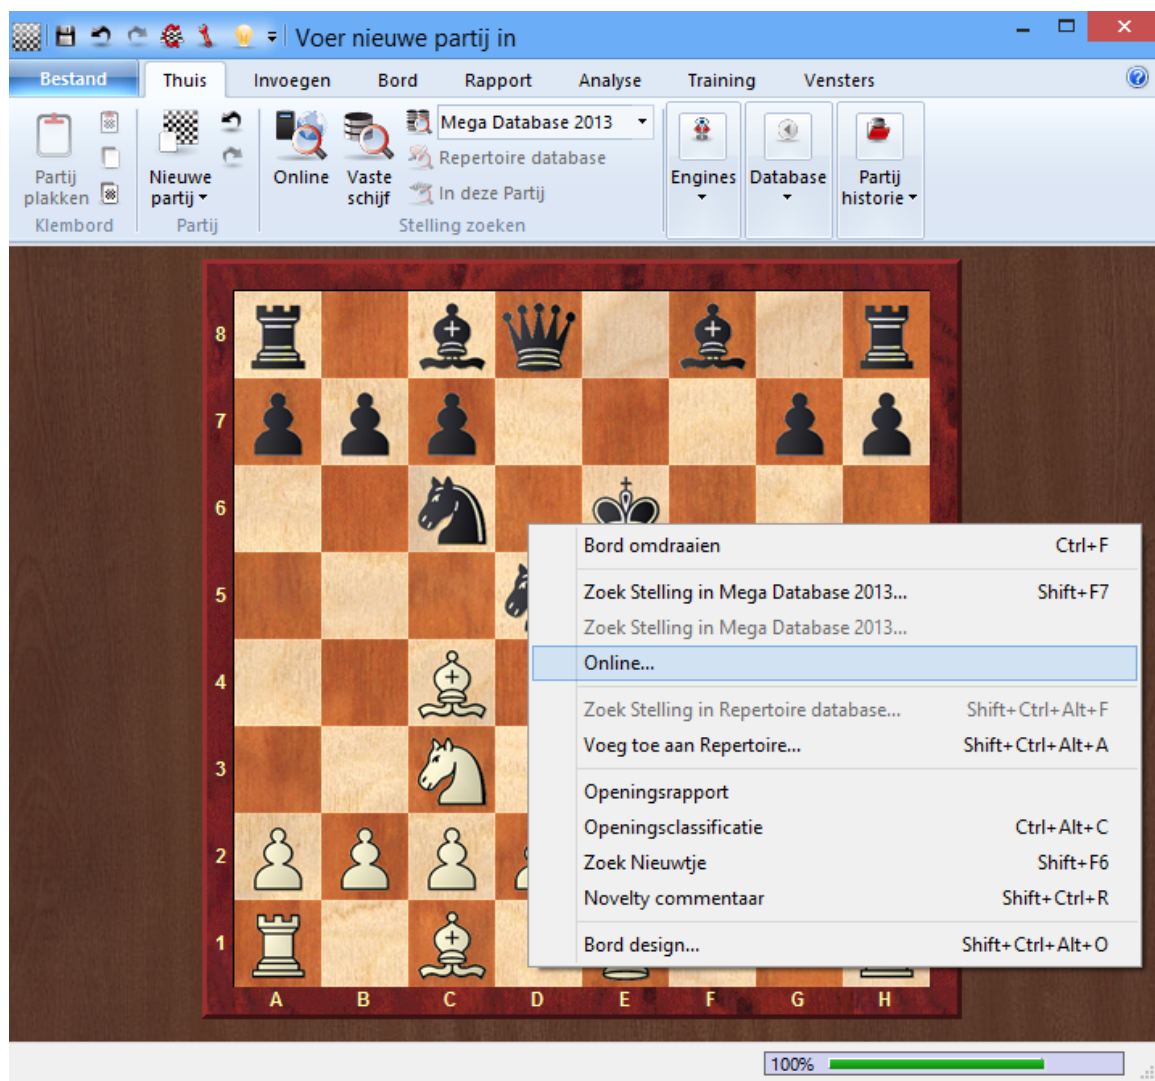 Voer nieuwe partij in
Bestand Thuis Invoegen Bord Rapport Analyse Training Vensters
Mega Database 2013
Repertoire database
In deze Partij
Partij plakken
Nieuwe partij
Online
Vaste schijf
Engines
Database
Partij historie
Klembord Partij Stelling zoeken
8
7
6
5
4
3
2
1
Bord omdraaien Ctrl+F
Zoek Stelling in Mega Database 2013... Shift+F7
Zoek Stelling in Mega Database 2013...
Online...
Zoek Stelling in Repertoire database... Shift+Ctrl+Alt+F
Voeg toe aan Repertoire... Shift+Ctrl+Alt+A
Openingsrapport
Openingsclassificatie Ctrl+Alt+C
Zoek Nieuwtje Shift+F6
Novelty commentaar Shift+Ctrl+R
Bord design... Shift+Ctrl+Alt+O
A B C D E F G H
100%